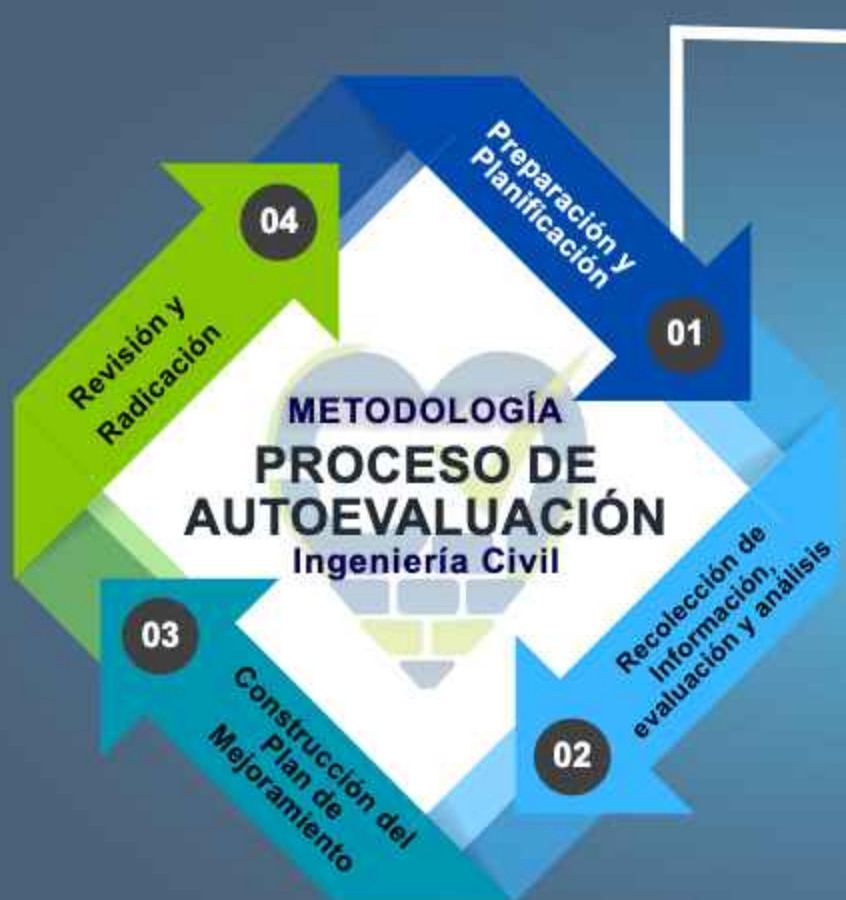 METODOLOGÍA
PROCESO DE
AUTOEVALUACIÓN
Ingeniería Civil
Preparación y
Planificación
01
Recolección de
Información,
evaluación y análisis
02
Construcción del
Plan de
Mejoramiento
03
Revisión y
Radicación
04